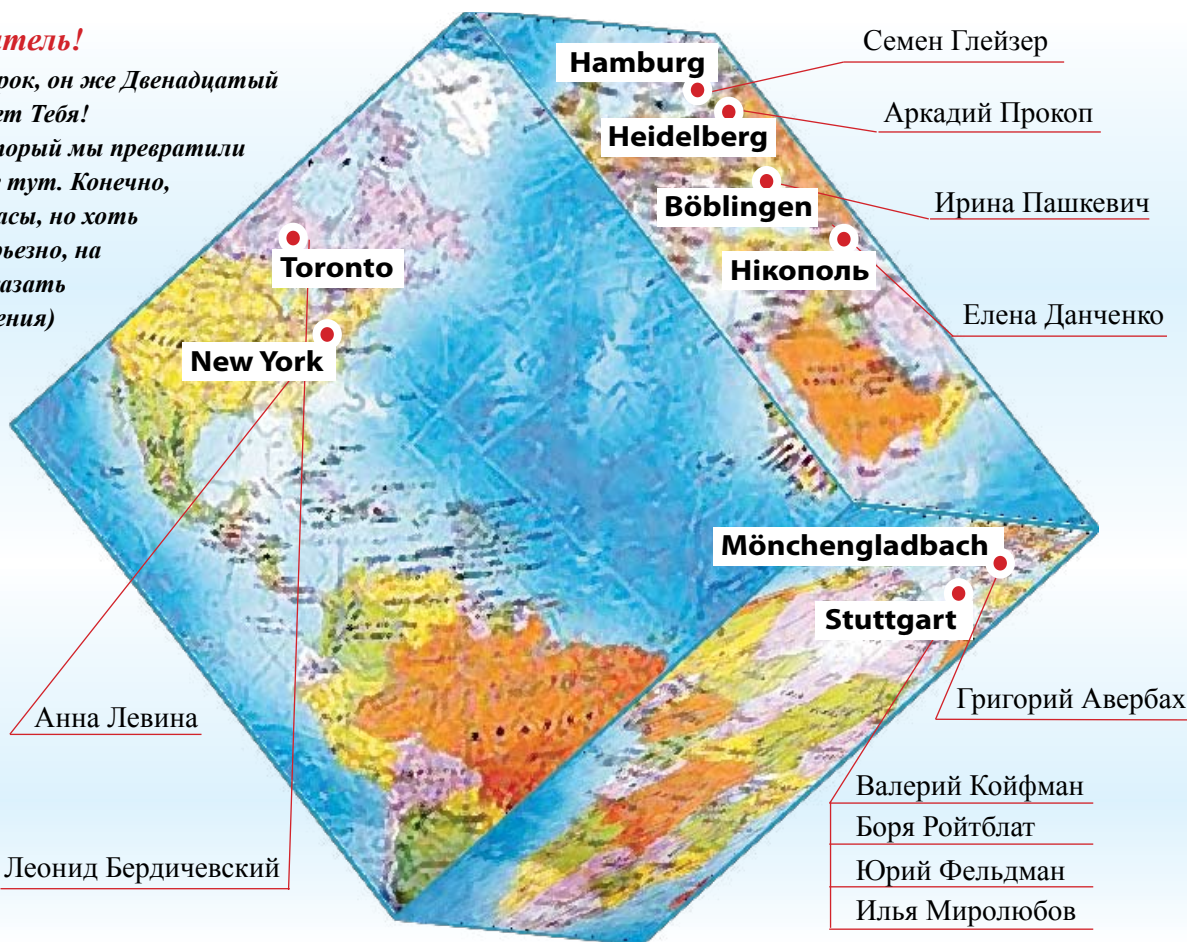 атель!
рок, он же Двенадцатый
ет Тебя!
торый мы превратили
тут. Конечно,
асы, но хоть
рьезно, на
азать
ения)
Hamburg
Семен Глейзер
Heidelberg
Аркадий Прокоп
Böblingen
Ирина Пашкевич
Нікополь
Елена Данченко
Toronto
New York
Mönchengladbach
Stuttgart
Григорий Авербах
Анна Левина
Валерий Койфман
Боря Ройтблат
Юрий Фельдман
Илья Миролюбов
Леонид Бердичевский